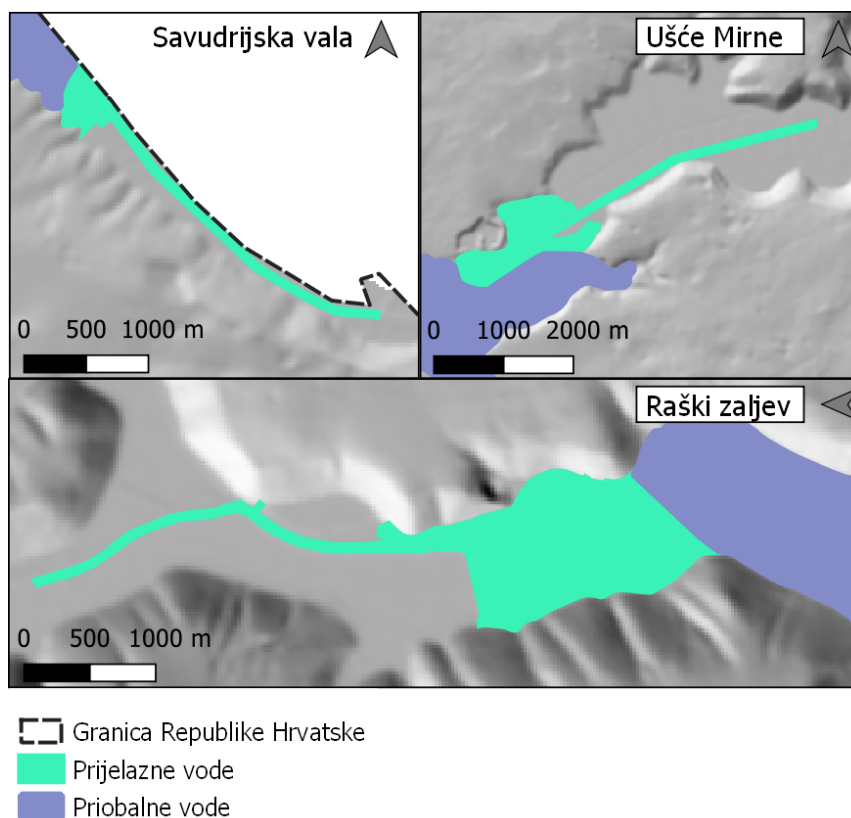 Savudrijska vala
0 500 1000 m
Ušće Mirne
0 1000 2000 m
Raški zaljev
0 500 1000 m
Granica Republike Hrvatske
Prijelazne vode
Priobalne vode